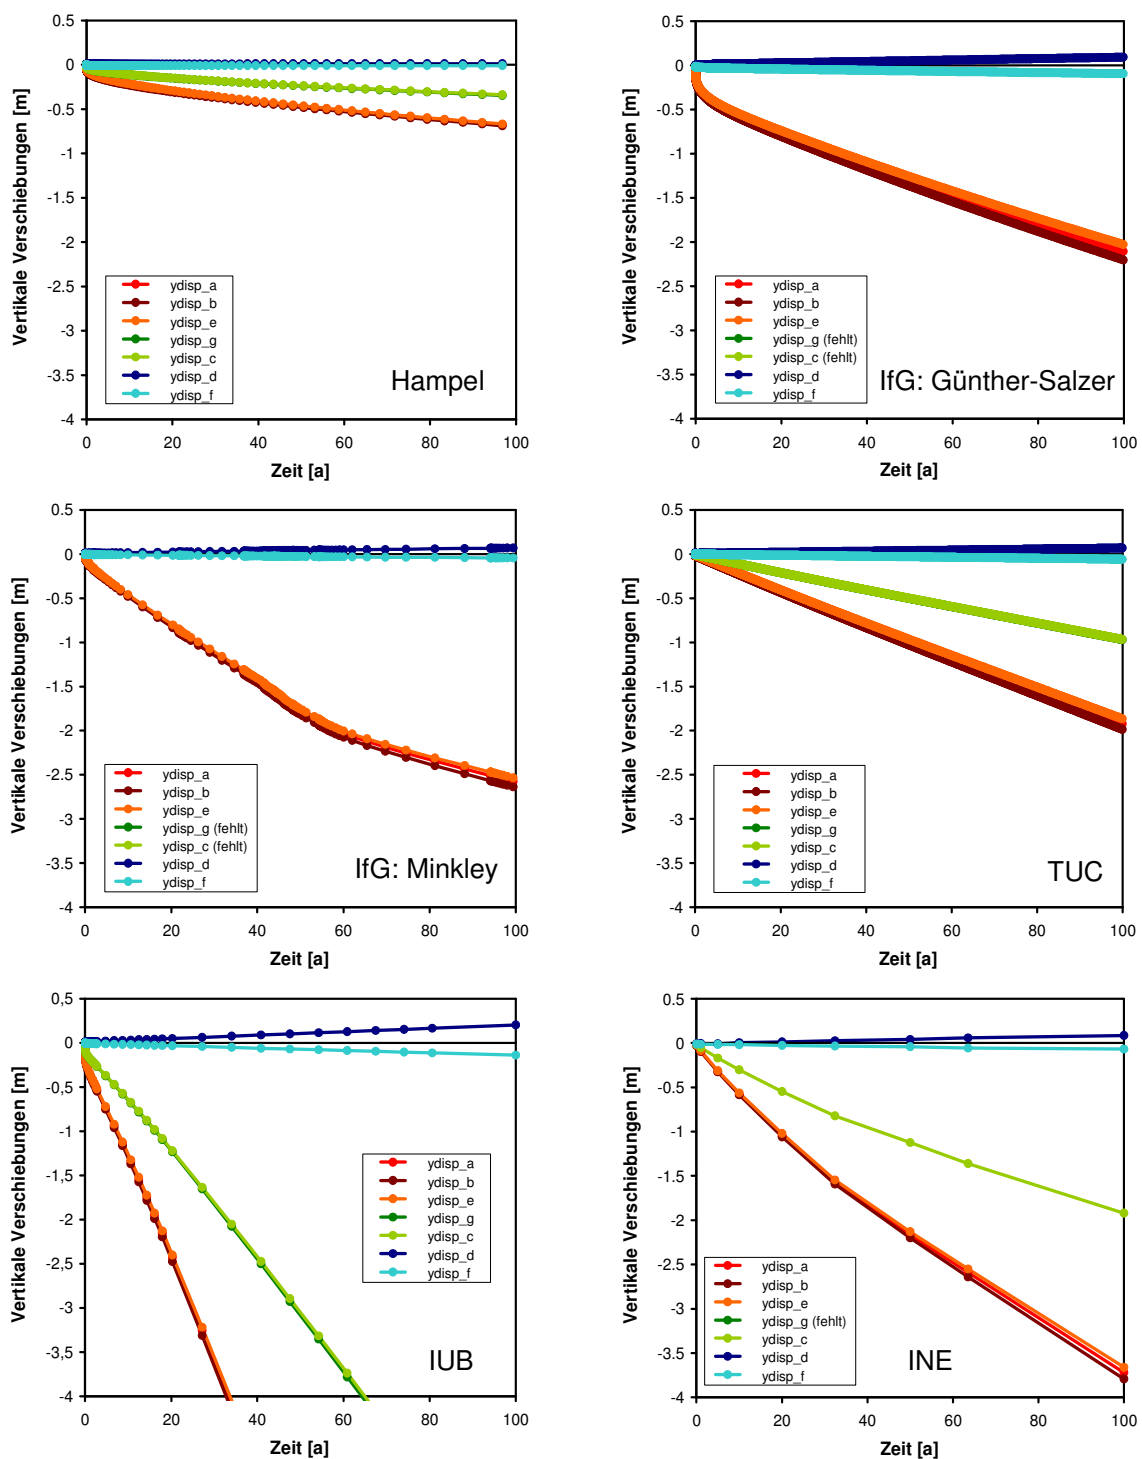 0.5
0
-0.5
-1
-1.5
-2
-2.5
-3
-3.5
-4
Vertikale Verschiebungen [m]
ydisp_a
ydisp_b
ydisp_e
ydisp_g
ydisp_c
ydisp_d
ydisp_f
Hampel
0 20 40 60 80 100
Zeit [a]
0.5
0
-0.5
-1
-1.5
-2
-2.5
-3
-3.5
-4
Vertikale Verschiebungen [m]
ydisp_a
ydisp_b
ydisp_e
ydisp_g (fehlt)
ydisp_c (fehlt)
ydisp_d
ydisp_f
IfG: Günther-Salzer
0 20 40 60 80 100
Zeit [a]
0.5
0
-0.5
-1
-1.5
-2
-2.5
-3
-3.5
-4
Vertikale Verschiebungen [m]
ydisp_a
ydisp_b
ydisp_e
ydisp_g (fehlt)
ydisp_c (fehlt)
ydisp_d
ydisp_f
IfG: Minkley
0 20 40 60 80 100
Zeit [a]
0.5
0
-0.5
-1
-1.5
-2
-2.5
-3
-3.5
-4
Vertikale Verschiebungen [m]
ydisp_a
ydisp_b
ydisp_e
ydisp_g
ydisp_c
ydisp_d
ydisp_f
TUC
0 20 40 60 80 100
Zeit [a]
0,5
0
-0.5
-1
-1.5
-2
-2.5
-3
-3.5
-4
Vertikale Verschiebungen [m]
ydisp_a
ydisp_b
ydisp_e
ydisp_g
ydisp_c
ydisp_d
ydisp_f
IUB
0 20 40 60 80 100
Zeit [a]
0.5
0
-0.5
-1
-1.5
-2
-2.5
-3
-3.5
-4
Vertikale Verschiebungen [m]
ydisp_a
ydisp_b
ydisp_e
ydisp_g (fehlt)
ydisp_c
ydisp_d
ydisp_f
INE
0 20 40 60 80 100
Zeit [a]